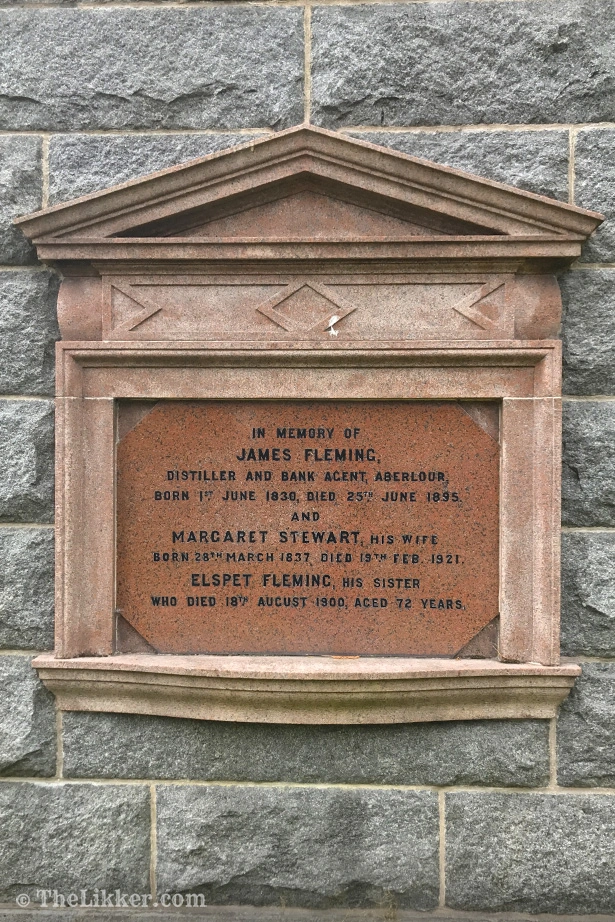 IN MEMORY OF
JAMES FLEMING,
DISTILLER AND BANK AGENT, ABERLOUR,
BORN 1ST JUNE 1830, DIED 25TH JUNE 1895.
AND
MARGARET STEWART, HIS WIFE
BORN 28TH MARCH 1837. DIED 19TH FEB. 1921.
ELSPET FLEMING, HIS SISTER
WHO DIED 18TH AUGUST 1900, AGED 72 YEARS.
© TheLikker.com